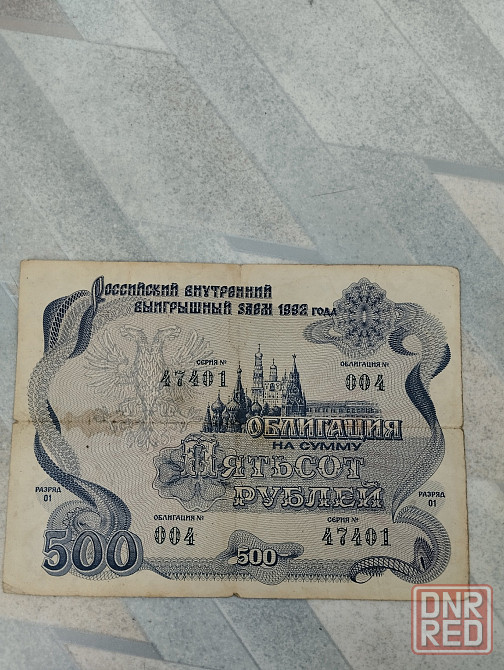 Российский внутренний
выигрышный заем 1992 года
СЕРИЯ № ОБЛИГАЦИЯ №
47401 004
ОБЛИГАЦИЯ
НА СУММУ
Пятьсот
рублей
РАЗРЯД
01
РАЗРЯД
01
ОБЛИГАЦИЯ № СЕРИЯ №
004 47401
500 500
DNR
RED